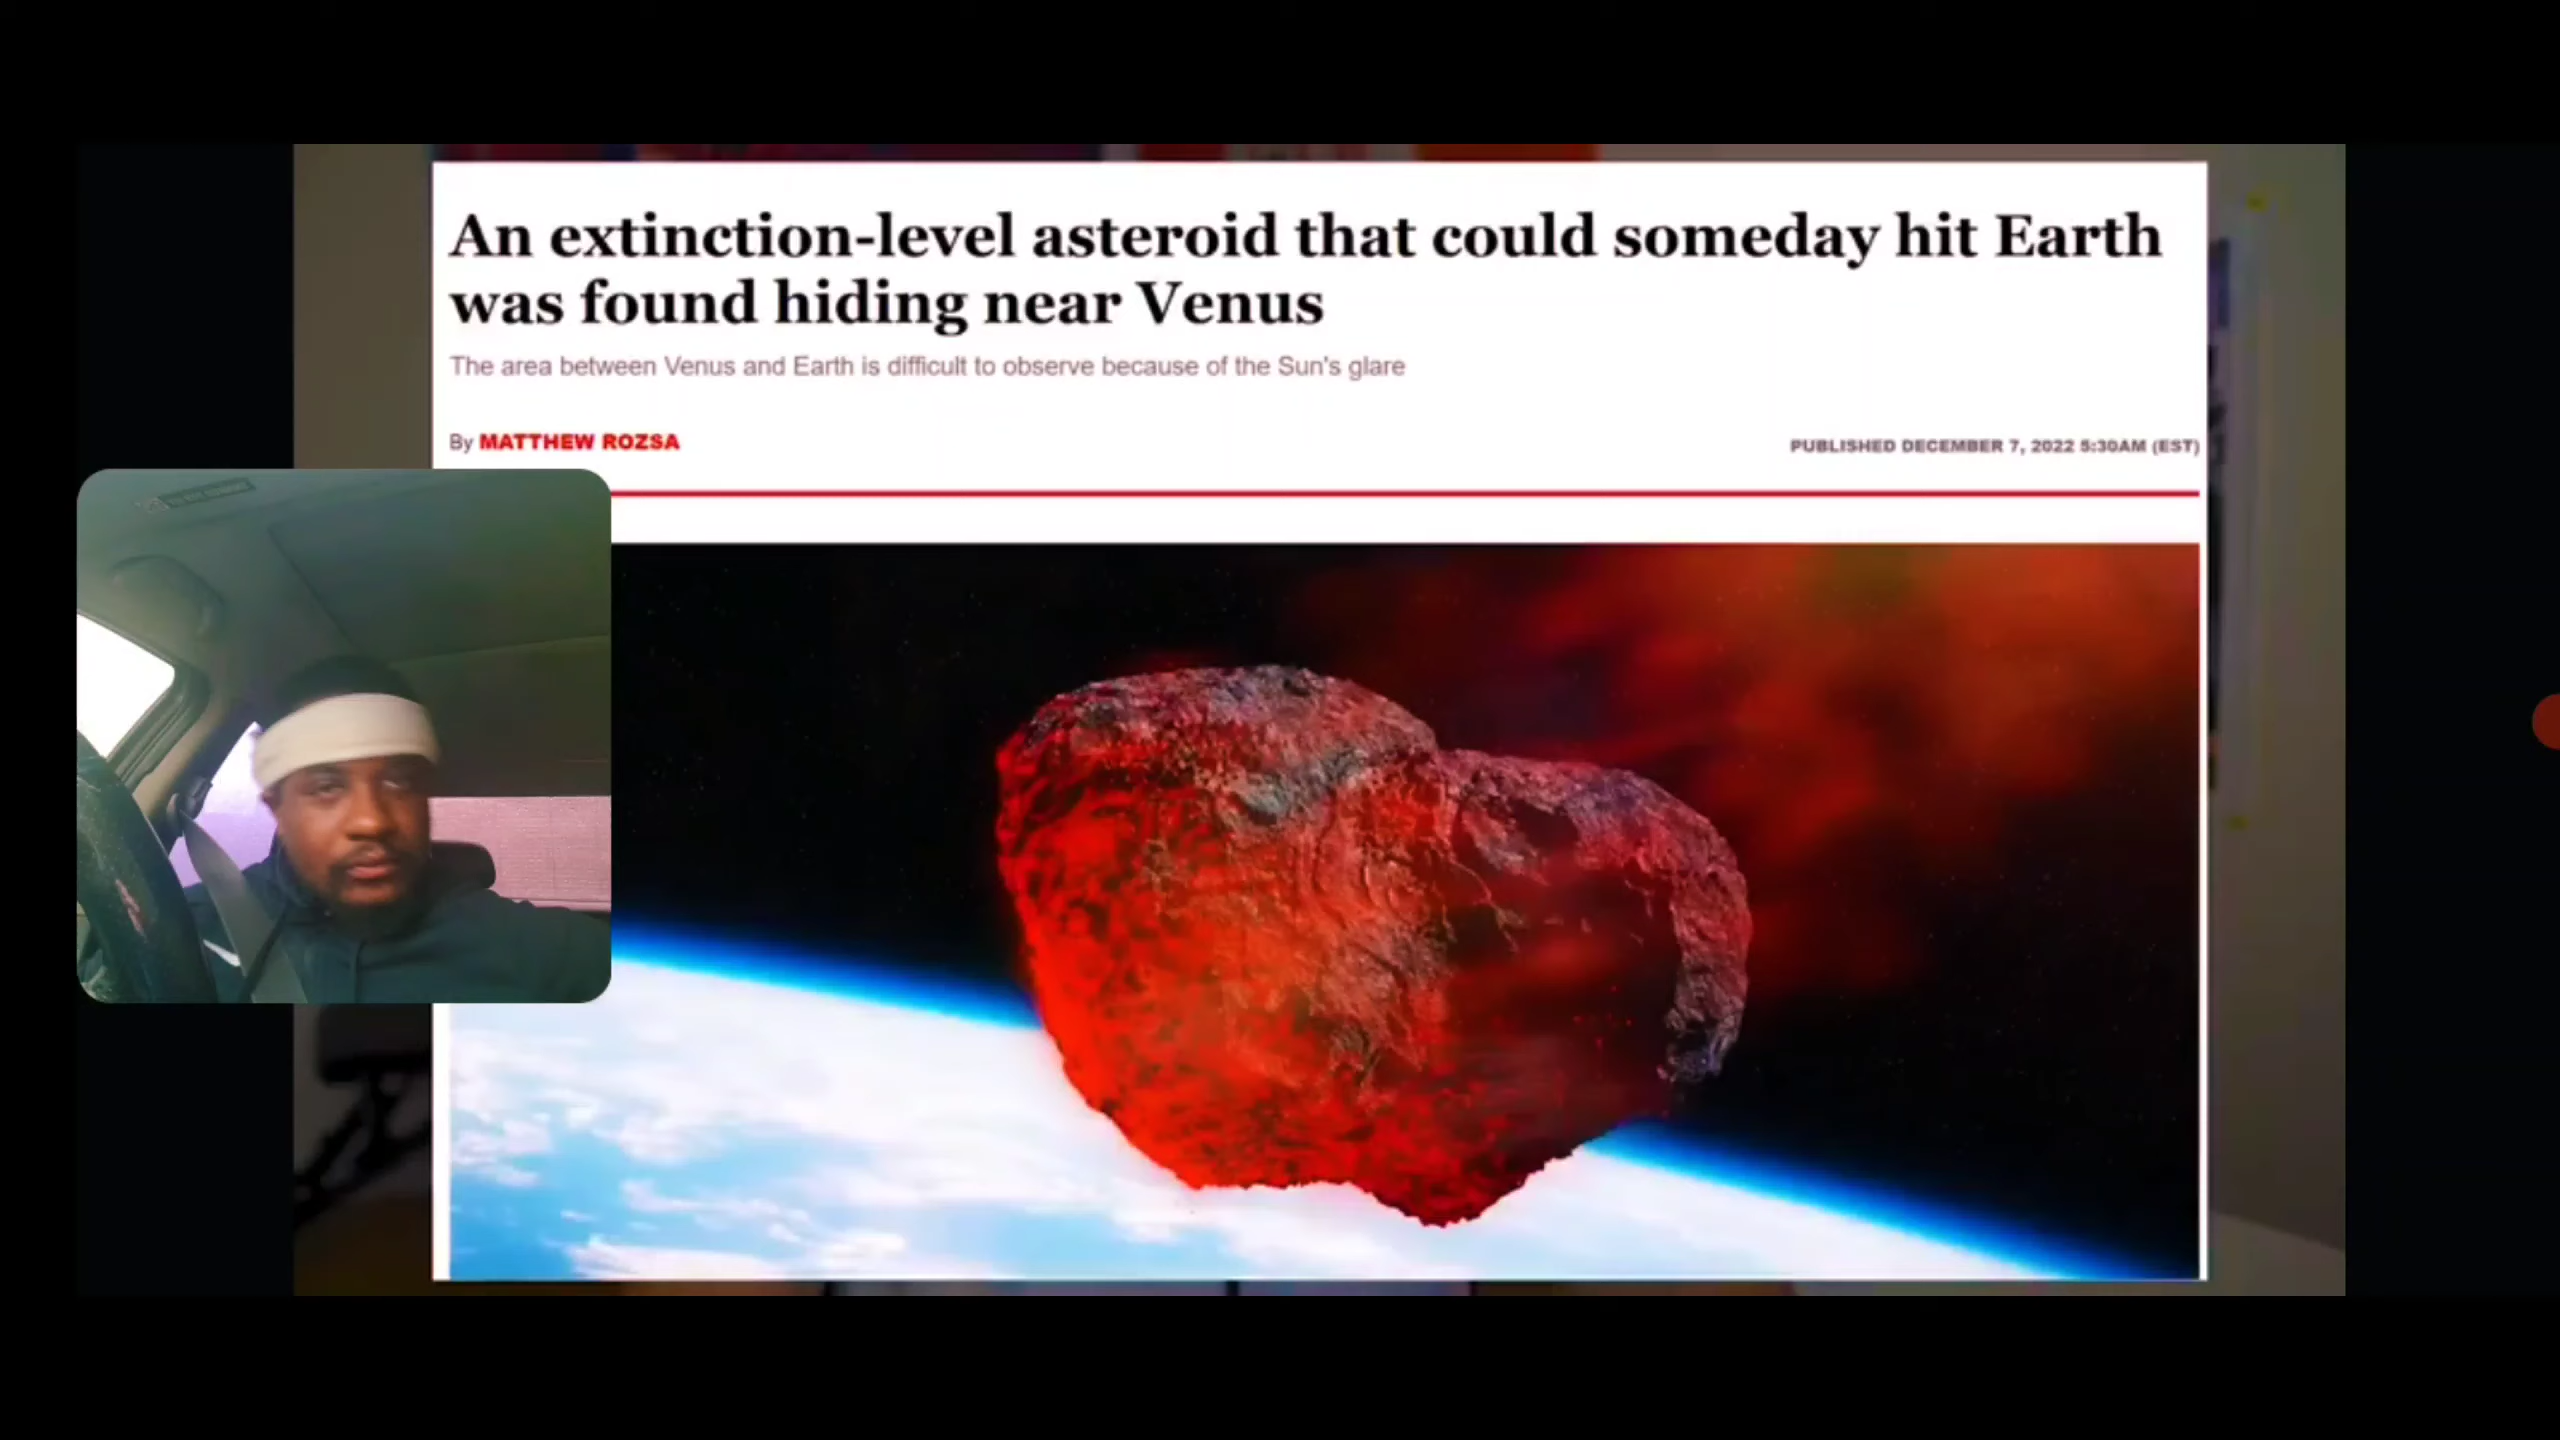 An extinction-level asteroid that could someday hit Earth
was found hiding near Venus
The area between Venus and Earth is difficult to observe because of the Sun's glare
By MATTHEW ROZSA
PUBLISHED DECEMBER 7, 2022 5:30AM (EST)